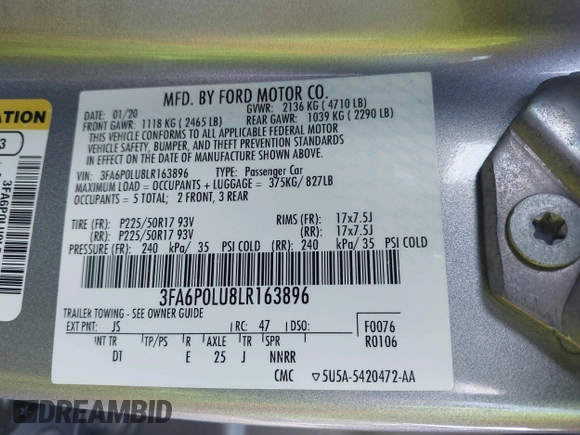 MFD. BY FORD MOTOR CO.
DATE: 01/20 GVWR: 2136 KG ( 4710 LB)
FRONT GAWR: 1118 KG ( 2465 LB) REAR GAWR: 1039 KG ( 2290 LB)
THIS VEHICLE CONFORMS TO ALL APPLICABLE FEDERAL MOTOR
VEHICLE SAFETY, BUMPER, AND THEFT PREVENTION STANDARDS
IN EFFECT ON THE DATE OF MANUFACTURE SHOWN ABOVE.
VIN: 3FA6P0LU8LR163896 TYPE: Passenger Car
MAXIMUM LOAD = OCCUPANTS + LUGGAGE = 375KG/ 827LB
OCCUPANTS = 5 TOTAL; 2 FRONT, 3 REAR
TIRE (FR): P225/50R17 93V RIMS (FR): 17x7.5J
(RR): P225/50R17 93V (RR): 17x7.5J
PRESSURE (FR): 240 kPa/ 35 PSI COLD (RR): 240 kPa/ 35 PSI COLD
3FA6P0LU8LR163896
TRAILER TOWING - SEE OWNER GUIDE
EXT PNT: JS RC: 47 DSO: F0076
R0106
INT TR TP/PS R AXLE TR SPR
DT E 25 J NNRR
CMC ▽5U5A-5420472-AA
ATION
3
3FA6P0LU8
DREAMBID